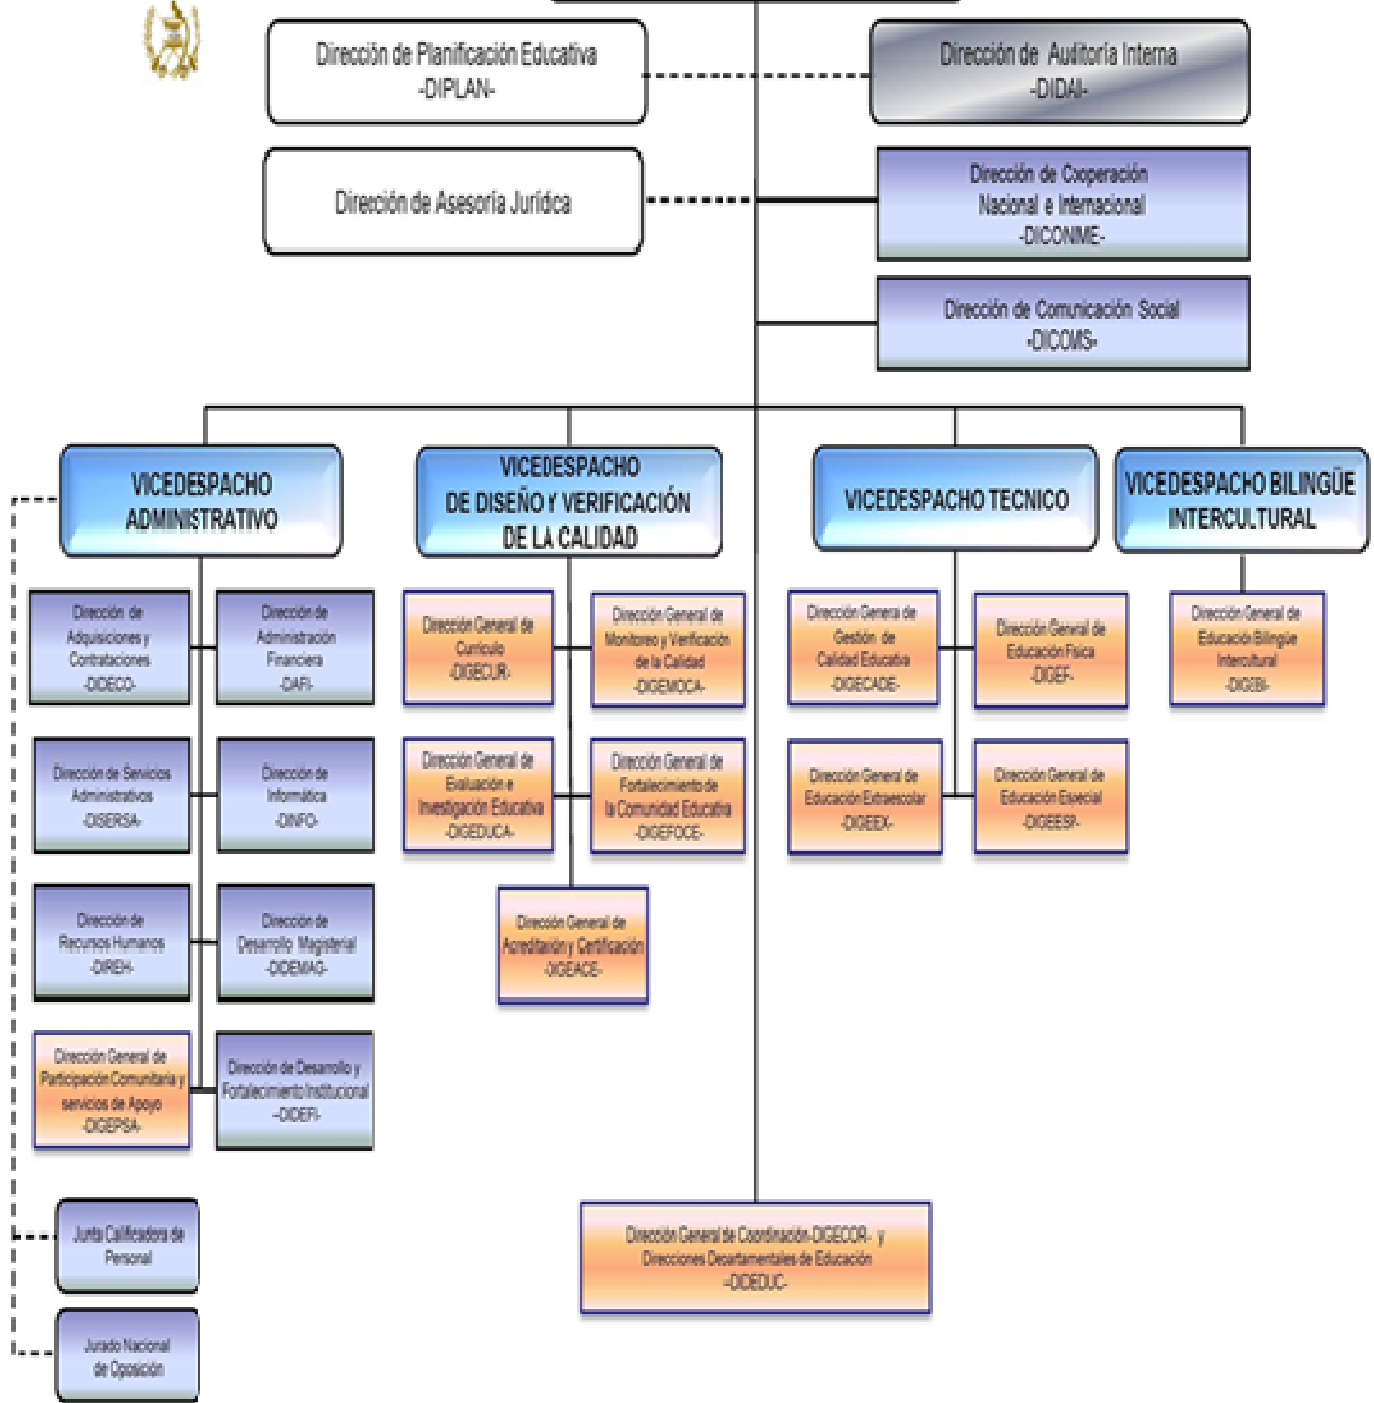 Dirección de Planificación Educativa
-DIPLAN-
Dirección de Auditoría Interna
-DIDAI-
Dirección de Asesoría Jurídica
Dirección de Cooperación
Nacional e Internacional
-DICONIME-
Dirección de Comunicación Social
-DICOMS-
VICEDESPACHO
ADMINISTRATIVO
VICEDESPACHO
DE DISEÑO Y VERIFICACIÓN
DE LA CALIDAD
VICEDESPACHO TECNICO
VICEDESPACHO BILINGÜE
INTERCULTURAL
Dirección de
Adquisiciones y
Contrataciones
-DIDECO-
Dirección de
Administración
Financiera
-DAFI-
Dirección General de
Currículo
-DIGECUR-
Dirección General de
Monitoreo y Verificación
de la Calidad
-DIGEMOCA-
Dirección General de
Gestión de
Calidad Educativa
-DIGECADE-
Dirección General de
Educación Física
-DIGEF-
Dirección General de
Educación Bilingüe
Intercultural
-DIGEBI-
Dirección de Servicios
Administrativos
-DISERSA-
Dirección de
Informática
-DINFO-
Dirección General de
Evaluación e
Investigación Educativa
-DIGEDUCA-
Dirección General de
Fortalecimiento de
la Comunidad Educativa
-DIGEFOCE-
Dirección General de
Educación Extraescolar
-DIGEEX-
Dirección General de
Educación Especial
-DIGEESP-
Dirección de
Recursos Humanos
-DIREH-
Dirección de
Desarrollo Magisterial
-DIDEMAG-
Dirección General de
Acreditación y Certificación
-DIGEACE-
Dirección General de
Participación Comunitaria y
servicios de Apoyo
-DIGEPSA-
Dirección de Desarrollo y
Fortalecimiento Institucional
–DIDEFI-
Junta Calificadora de
Personal
Dirección General de Coordinación-DIGECOR- y
Direcciones Departamentales de Educación
–DIDEDUC-
Jurado Nacional
de Oposición